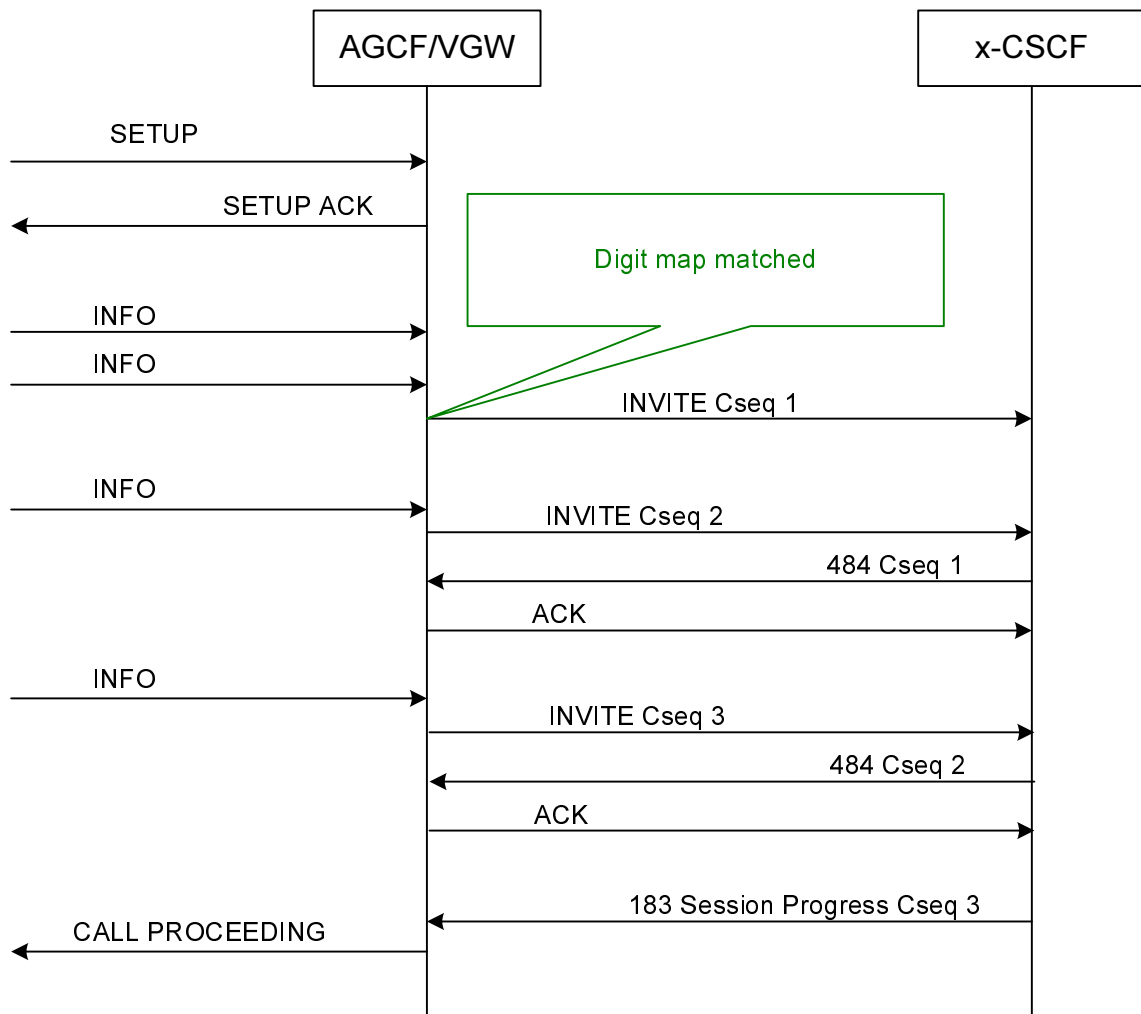 AGCF/VGW
x-CSCF
SETUP
SETUP ACK
Digit map matched
INFO
INFO
INVITE Cseq 1
INFO
INVITE Cseq 2
484 Cseq 1
ACK
INFO
INVITE Cseq 3
484 Cseq 2
ACK
183 Session Progress Cseq 3
CALL PROCEEDING